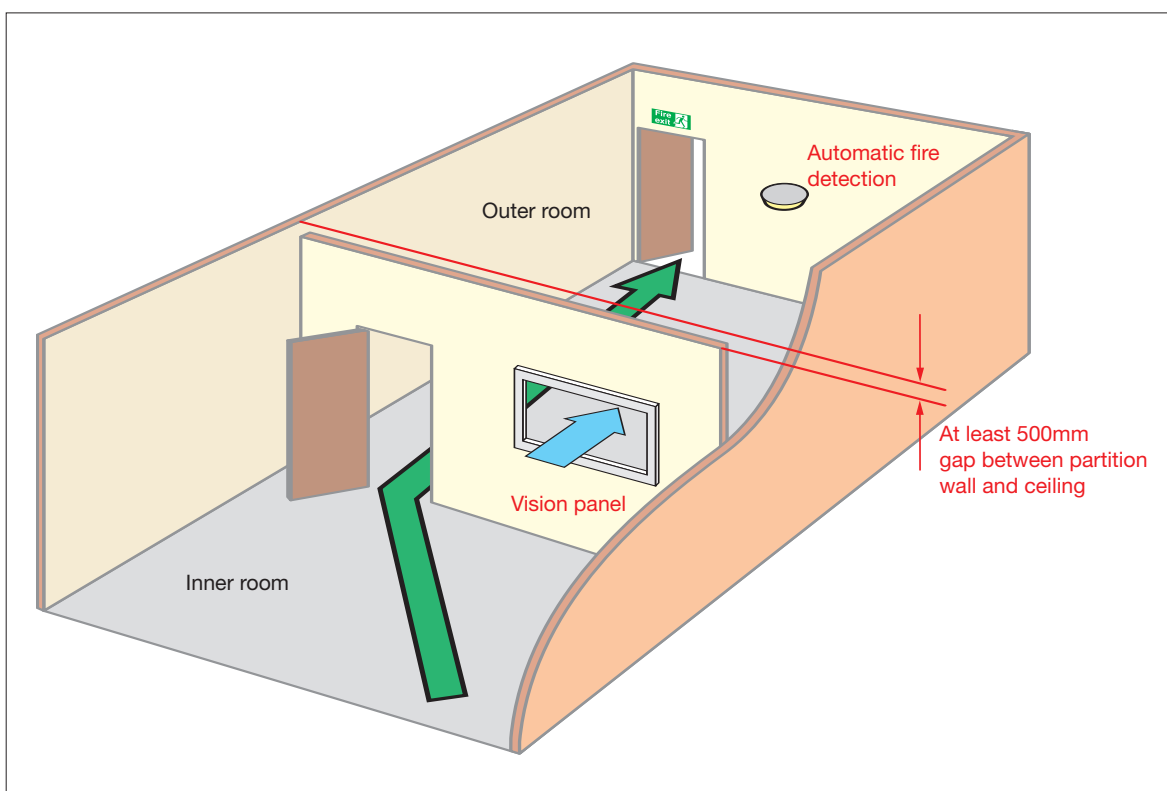 Fire
exit
Automatic fire
detection
Outer room
At least 500mm
gap between partition
wall and ceiling
Vision panel
Inner room